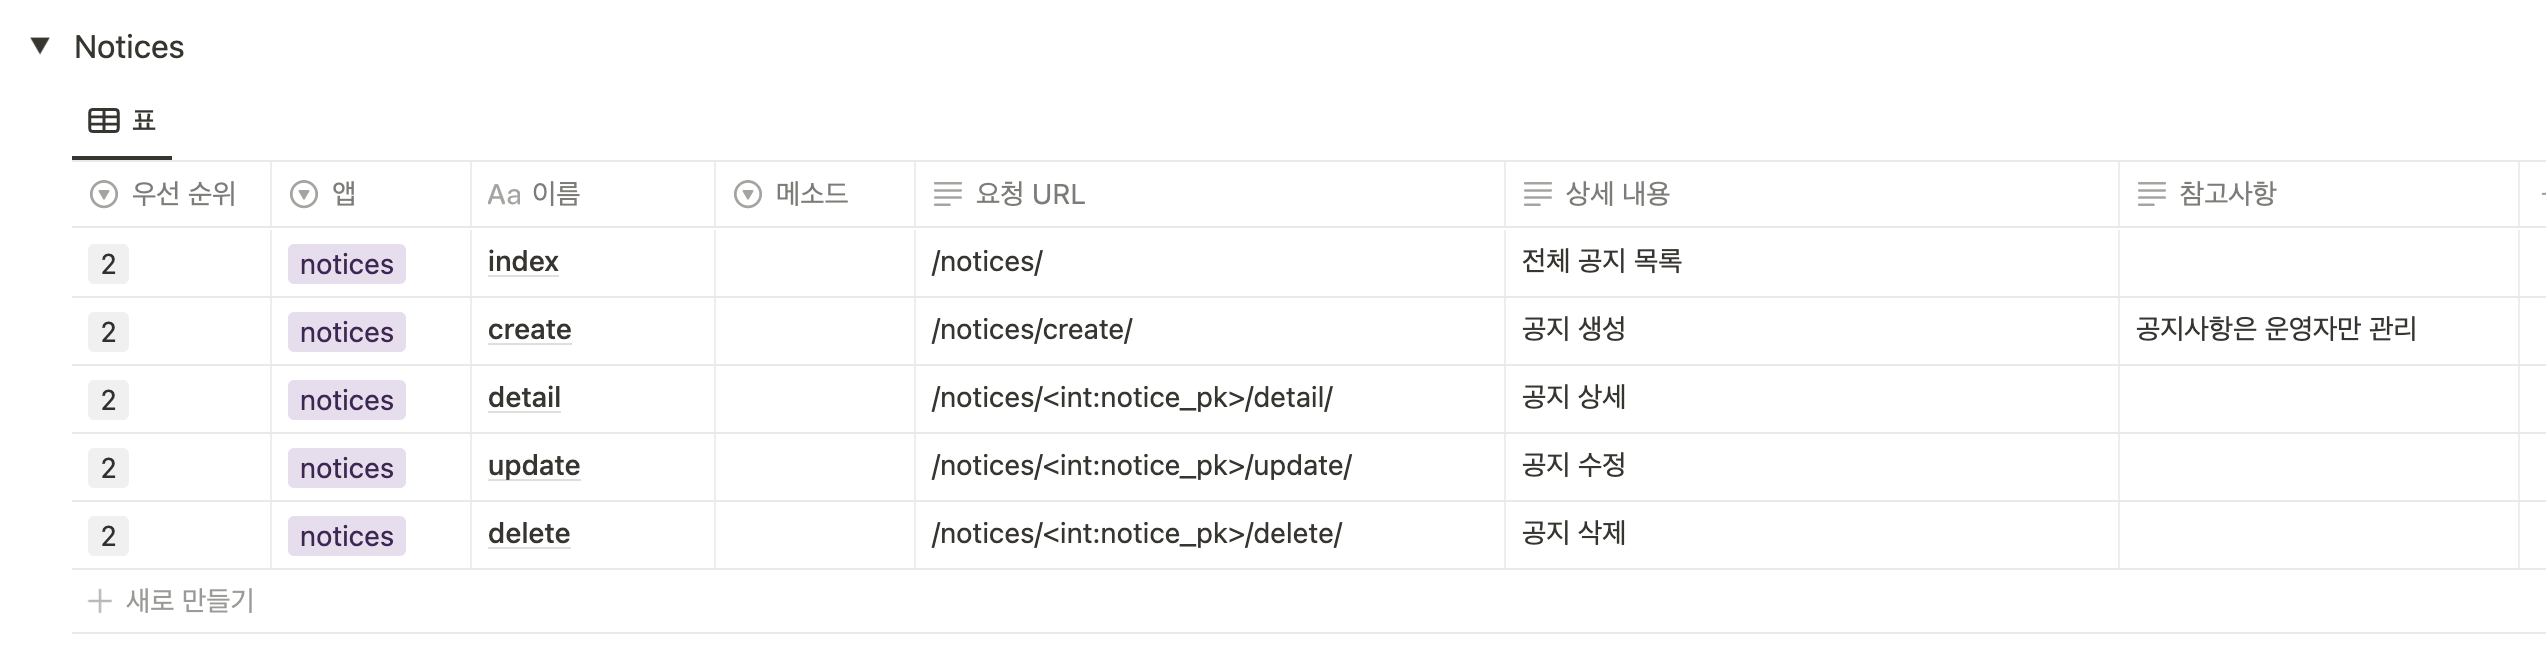 Notices
표
우선 순위 앱 Aa 이름 메소드 요청 URL 상세 내용 참고사항
2 notices index /notices/ 전체 공지 목록
2 notices create /notices/create/ 공지 생성 공지사항은 운영자만 관리
2 notices detail /notices/<int:notice_pk>/detail/ 공지 상세
2 notices update /notices/<int:notice_pk>/update/ 공지 수정
2 notices delete /notices/<int:notice_pk>/delete/ 공지 삭제
+ 새로 만들기